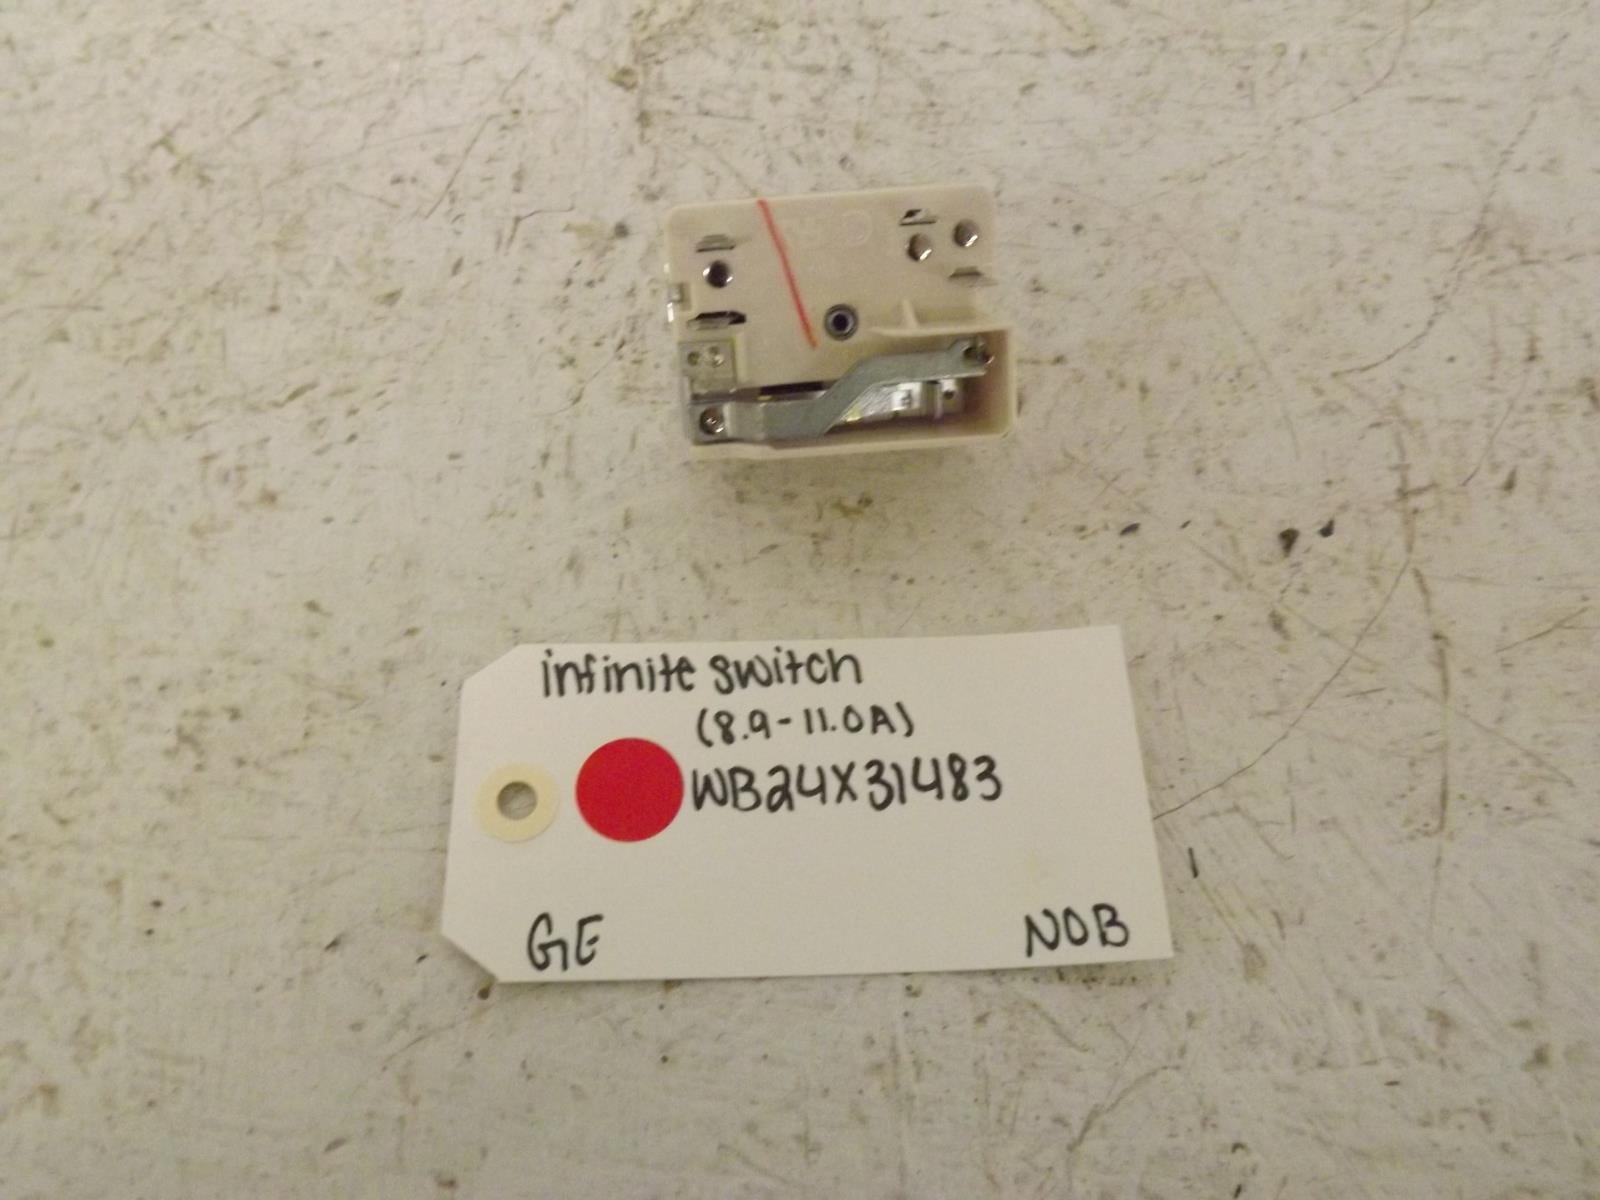 infinite switch
(8.9-11.0A)
WB24X31483
GE NOB